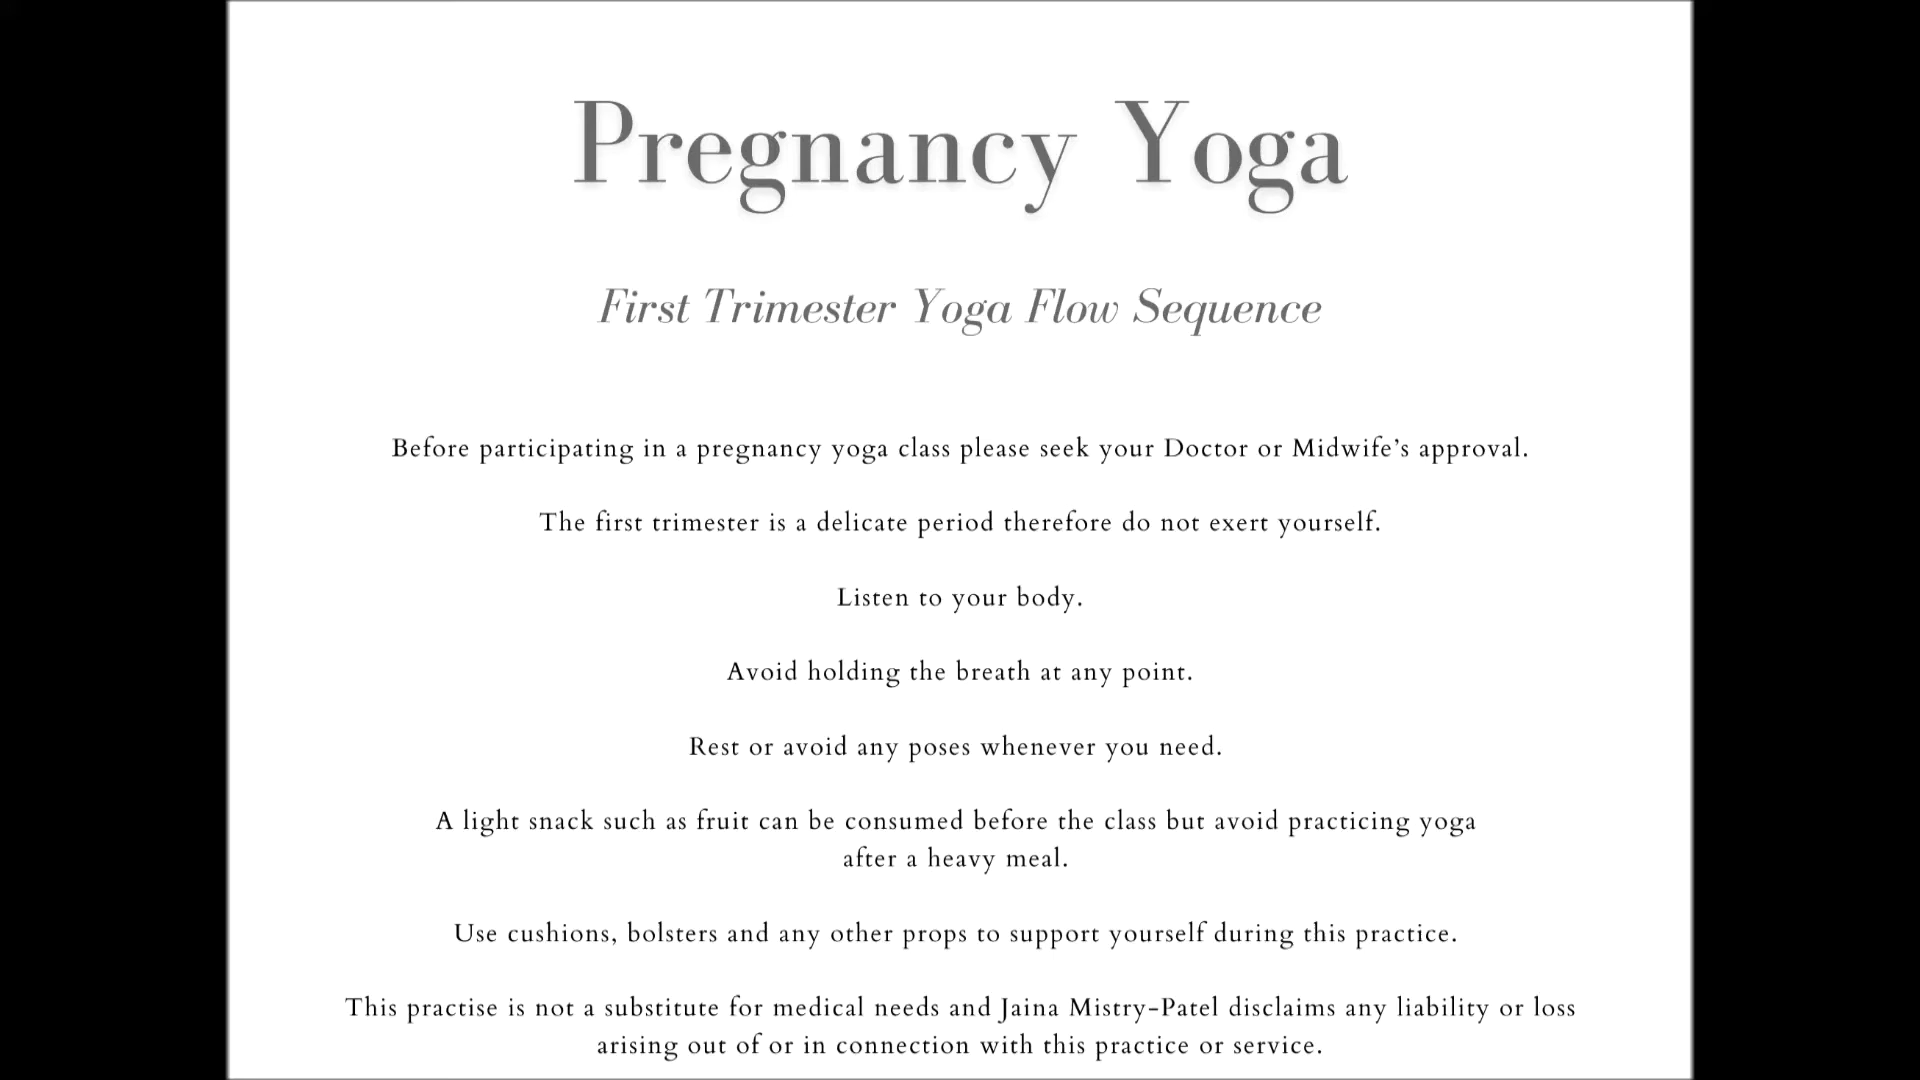 Pregnancy Yoga
First Trimester Yoga Flow Sequence
Before participating in a pregnancy yoga class please seek your Doctor or Midwife’s approval.
The first trimester is a delicate period therefore do not exert yourself.
Listen to your body.
Avoid holding the breath at any point.
Rest or avoid any poses whenever you need.
A light snack such as fruit can be consumed before the class but avoid practicing yoga
after a heavy meal.
Use cushions, bolsters and any other props to support yourself during this practice.
This practise is not a substitute for medical needs and Jaina Mistry-Patel disclaims any liability or loss
arising out of or in connection with this practice or service.